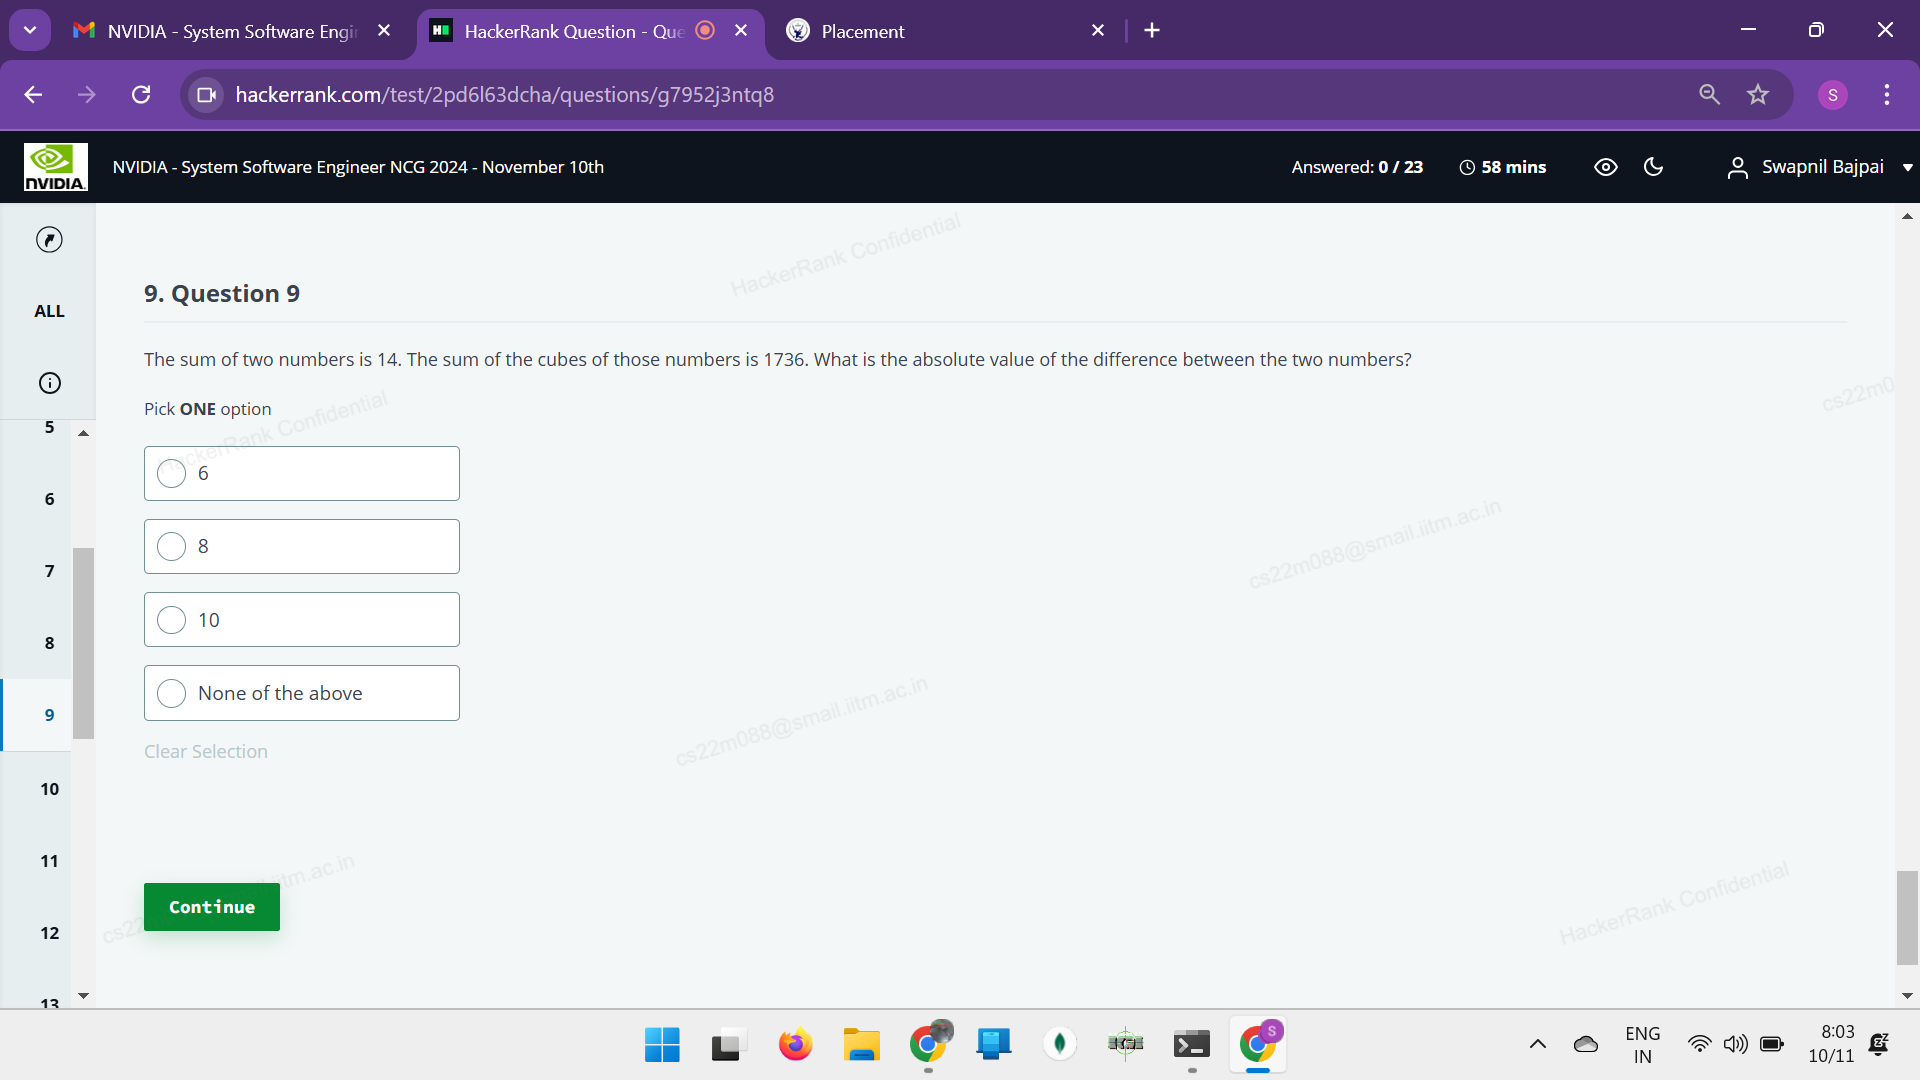 NVIDIA - System Software Engir
HackerRank Question - Que
Placement
hackerrank.com/test/2pd6l63dcha/questions/g7952j3ntq8
S
NVIDIA
NVIDIA - System Software Engineer NCG 2024 - November 10th
Answered: 0 / 23
58 mins
Swapnil Bajpai
ALL
5
6
7
8
9
10
11
12
13
9. Question 9
The sum of two numbers is 14. The sum of the cubes of those numbers is 1736. What is the absolute value of the difference between the two numbers?
Pick ONE option
6
8
10
None of the above
Clear Selection
Continue
HackerRank Confidential
HackerRank Confidential
cs22m0
cs22m088@smail.iitm.ac.in
cs22m088@smail.iitm.ac.in
cs22
iitm.ac.in
HackerRank Confidential
S
ENG
IN
8:03
10/11